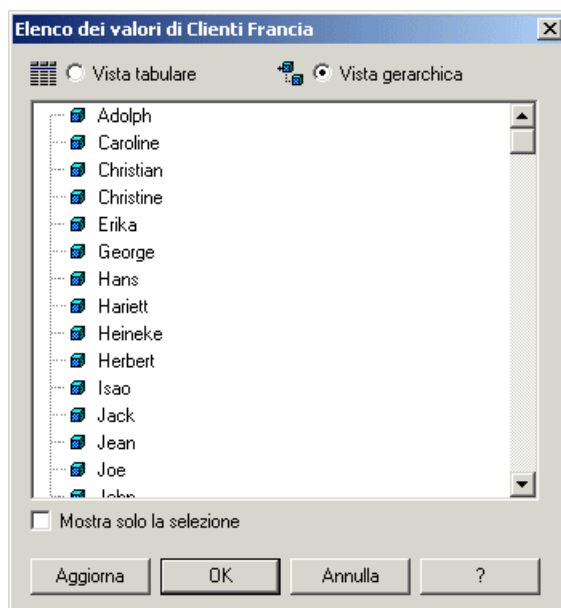 Elenco dei valori di Clienti Francia
Vista tabulare Vista gerarchica
Adolph
Caroline
Christian
Christine
Erika
George
Hans
Hariett
Heineke
Herbert
Isao
Jack
Jean
Joe
John
Mostra solo la selezione
Aggiorna OK Annulla ?